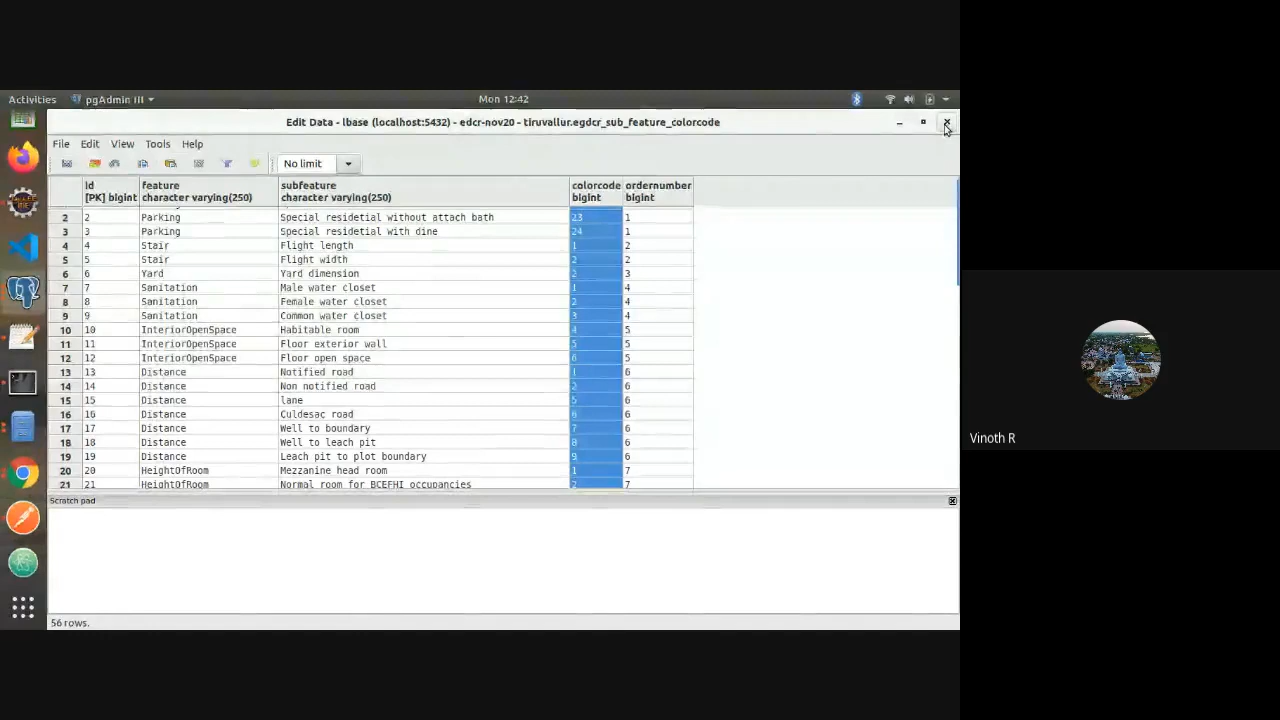 Activities pgAdmin III Mon 12:42
Edit Data - lbase (localhost:5432) - edcr-nov20 - tiruvallur.egdcr_sub_feature_colorcode
File Edit View Tools Help
No limit
id feature subfeature colorcode ordernumber
[PK] bigint character varying(250) character varying(250) bigint bigint
2 2 Parking Special residetial without attach bath 23 1
3 3 Parking Special residetial with dine 24 1
4 4 Stair Flight length 1 2
5 5 Stair Flight width 2 2
6 6 Yard Yard dimension 3
7 7 Sanitation Male water closet 1 4
8 8 Sanitation Female water closet 2 4
9 9 Sanitation Common water closet 3 4
10 10 InteriorOpenSpace Habitable room 4 5
11 11 InteriorOpenSpace Floor exterior wall 5 5
12 12 InteriorOpenSpace Floor open space 6 5
13 13 Distance Notified road 1 6
14 14 Distance Non notified road 2 6
15 15 Distance lane 5 6
16 16 Distance Culdesac road 6 6
17 17 Distance Well to boundary 7 6
18 18 Distance Well to leach pit 8 6
19 19 Distance Leach pit to plot boundary 9 6
20 20 HeightOfRoom Mezzanine head room 1 7
21 21 HeightOfRoom Normal room for BCEFHI occupancies 2 7
Scratch pad
56 rows.
Vinoth R